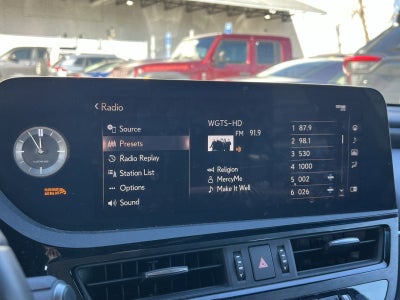 < Radio
Source
Presets
Radio Replay
Station List
Options
Sound
WGTS-HD
FM 91.9
Religion
MercyMe
Make It Well
1 87.9
2 98.1
3 530
4 1000
5 002
6 026